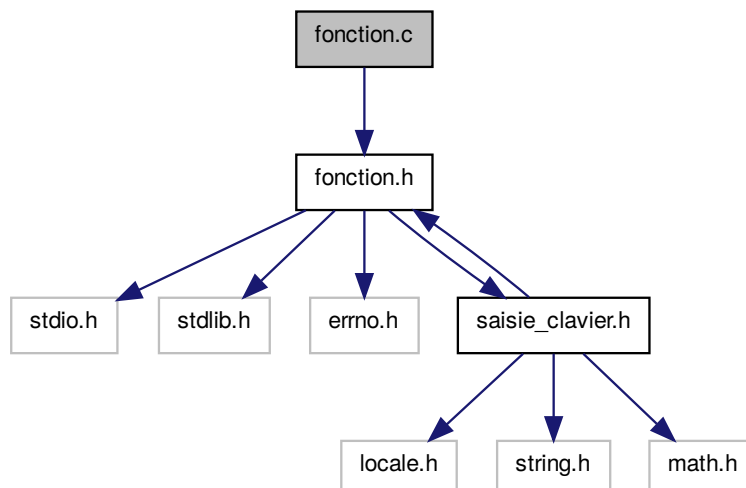 fonction.c
fonction.h
stdio.h
stdlib.h
errno.h
saisie_clavier.h
locale.h
string.h
math.h